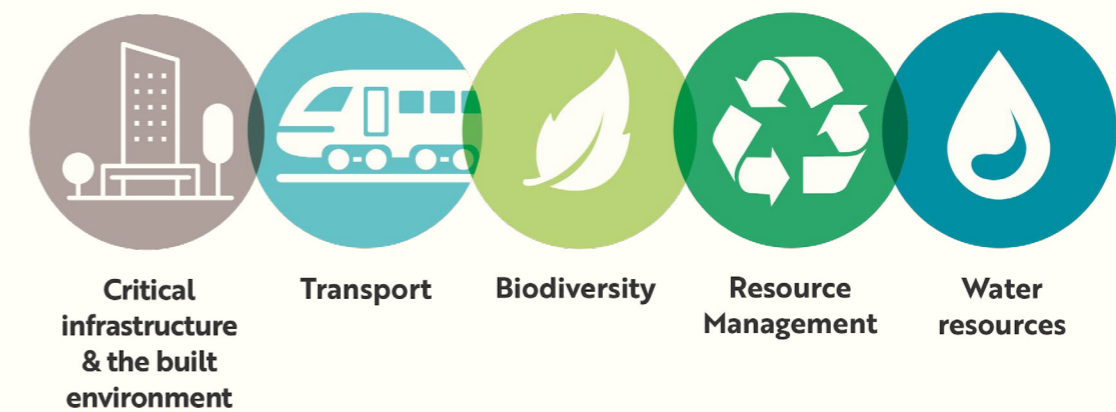 Critical
infrastructure
& the built
environment
Transport
Biodiversity
Resource
Management
Water
resources